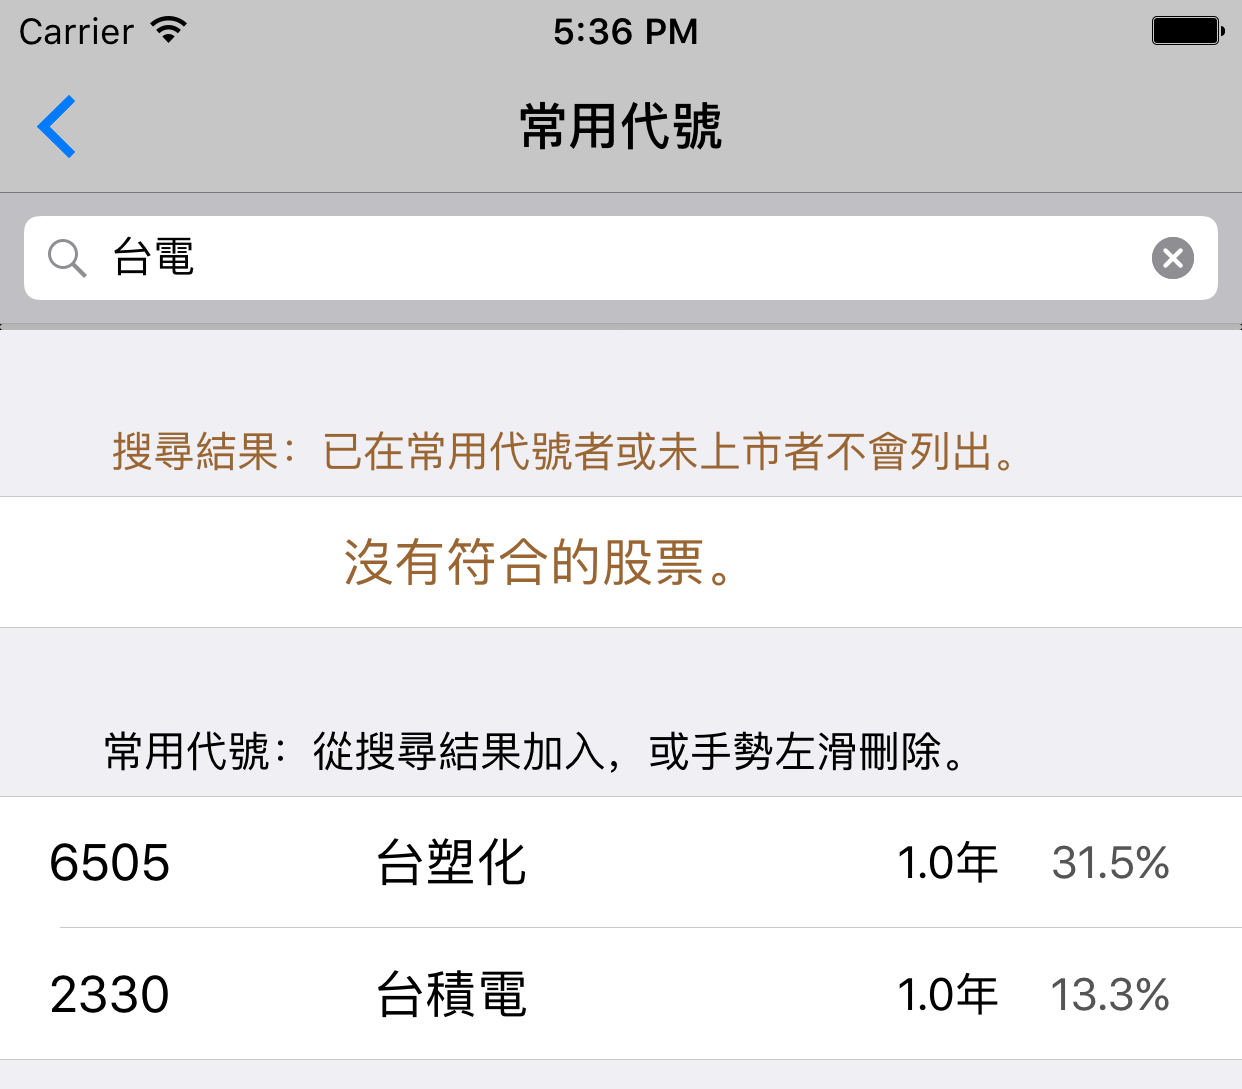 Carrier 5:36 PM
常用代號
台電
搜尋結果：已在常用代號者或未上市者不會列出。
沒有符合的股票。
常用代號：從搜尋結果加入，或手勢左滑刪除。
6505 台塑化 1.0年 31.5%
2330 台積電 1.0年 13.3%